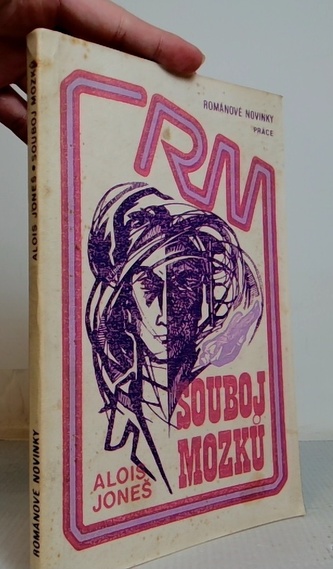 ROMÁNOVÉ NOVINKY
PRÁCE
RM
SOUBOJ
MOZKŮ
ALOIS
JONEŠ
ROMÁNOVÉ NOVINKY
ALOIS JONEŠ • SOUBOJ MOZKŮ